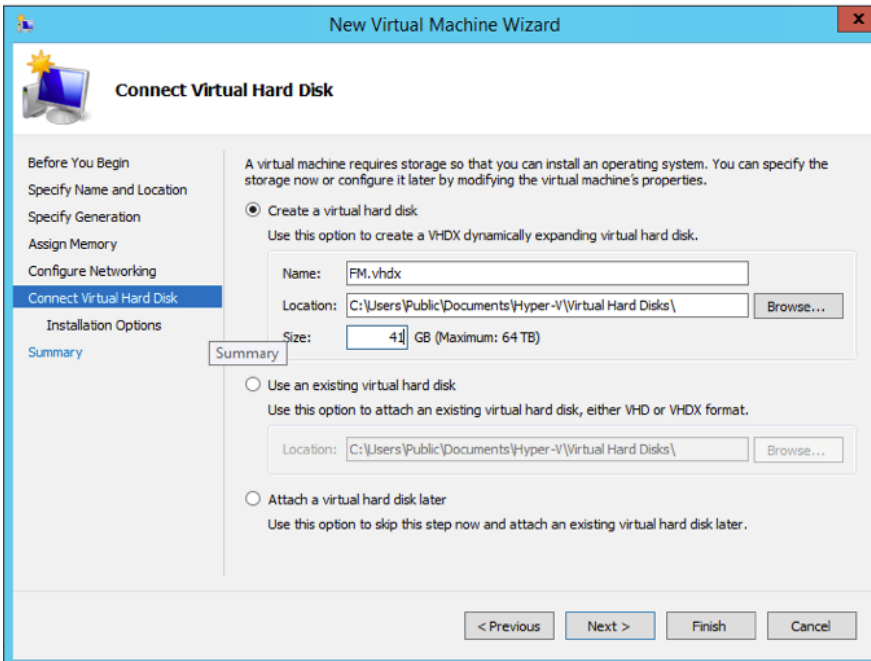 New Virtual Machine Wizard
x
Connect Virtual Hard Disk
Before You Begin
Specify Name and Location
Specify Generation
Assign Memory
Configure Networking
Connect Virtual Hard Disk
Installation Options
Summary
Summary
A virtual machine requires storage so that you can install an operating system. You can specify the
storage now or configure it later by modifying the virtual machine's properties.
Create a virtual hard disk
Use this option to create a VHDX dynamically expanding virtual hard disk.
Name: FM.vhdx
Location: C:\Users\Public\Documents\Hyper-V\Virtual Hard Disks\ Browse...
Size: 41 GB (Maximum: 64 TB)
Use an existing virtual hard disk
Use this option to attach an existing virtual hard disk, either VHD or VHDX format.
Location: C:\Users\Public\Documents\Hyper-V\Virtual Hard Disks\ Browse...
Attach a virtual hard disk later
Use this option to skip this step now and attach an existing virtual hard disk later.
< Previous Next > Finish Cancel